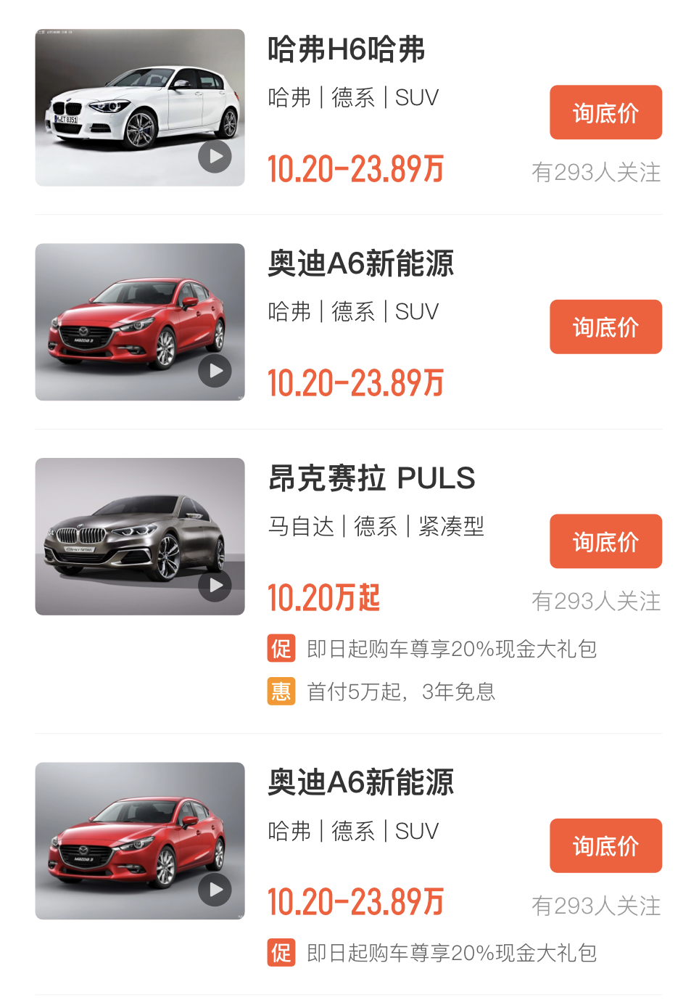 哈弗H6哈弗
哈弗 | 德系 | SUV
询底价
10.20-23.89万
有293人关注
奥迪A6新能源
哈弗 | 德系 | SUV
询底价
MAZDA 3
10.20-23.89万
昂克赛拉 PULS
马自达 | 德系 | 紧凑型
询底价
10.20万起
有293人关注
促 即日起购车尊享20%现金大礼包
惠 首付5万起，3年免息
奥迪A6新能源
哈弗 | 德系 | SUV
询底价
MAZDA 3
10.20-23.89万
有293人关注
促 即日起购车尊享20%现金大礼包